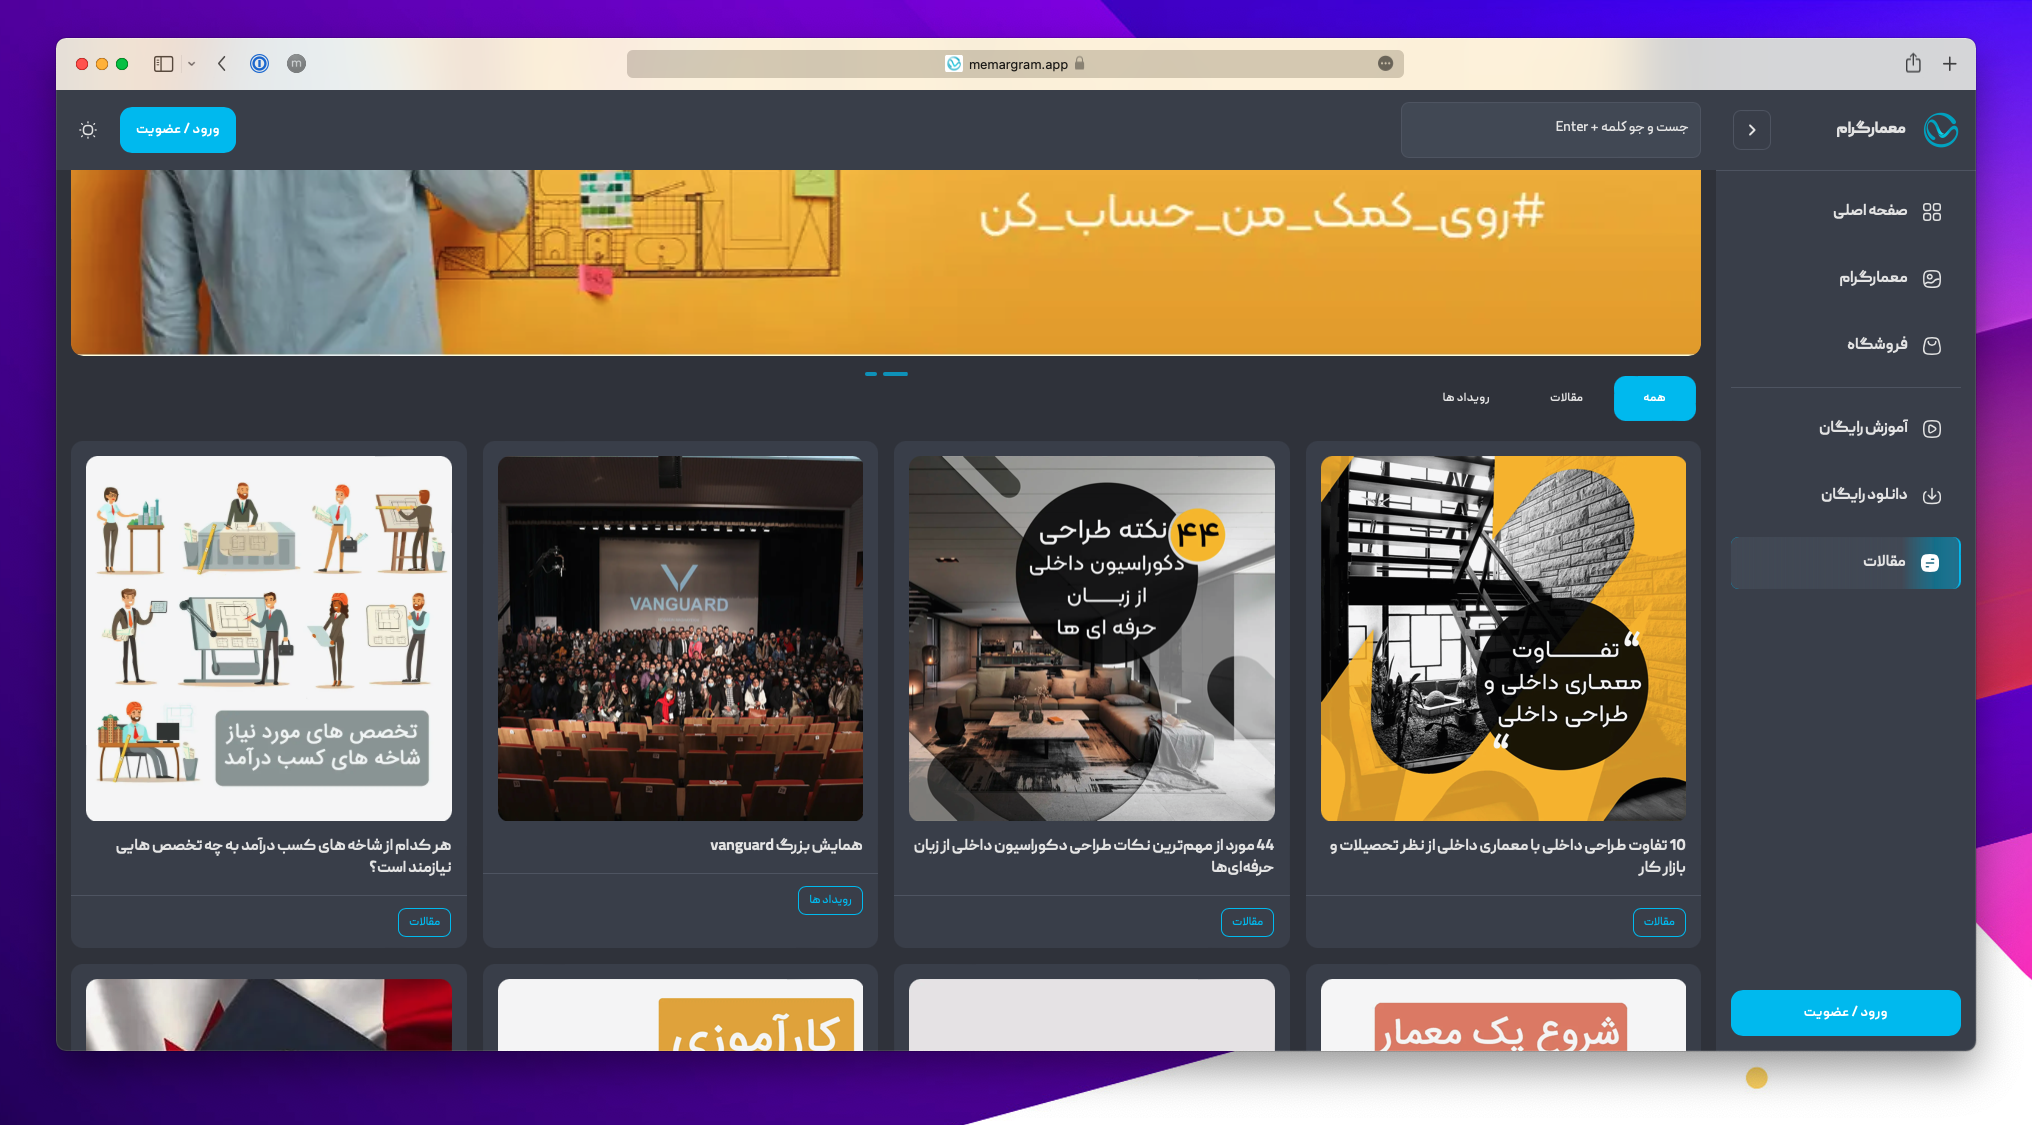 memargram.app
معمارگرام
جست و جو کلمه + Enter
ورود / عضویت
صفحه اصلی
معمارگرام
فروشگاه
آموزش رایگان
دانلود رایگان
مقالات
ورود / عضویت
#روی_کمک_من_حساب_کن
همه
مقالات
رویداد ها
“ تفــــاوت
معماری داخلی و
طراحی داخلی “
10 تفاوت طراحی داخلی با معماری داخلی از نظر تحصیلات و
بازار کار
مقالات
۴۴ نکته طراحی
دکوراسیون داخلی
از زبـــان
حرفه ای ها
44 مورد از مهم‌ترین نکات طراحی دکوراسیون داخلی از زبان
حرفه‌ای‌ها
مقالات
VANGUARD
همایش بزرگ vanguard
رویداد ها
تخصص های مورد نیاز
شاخه های کسب درآمد
هر کدام از شاخه های کسب درآمد به چه تخصص هایی
نیازمند است؟
مقالات
شروع یک معمار
کارآموزی